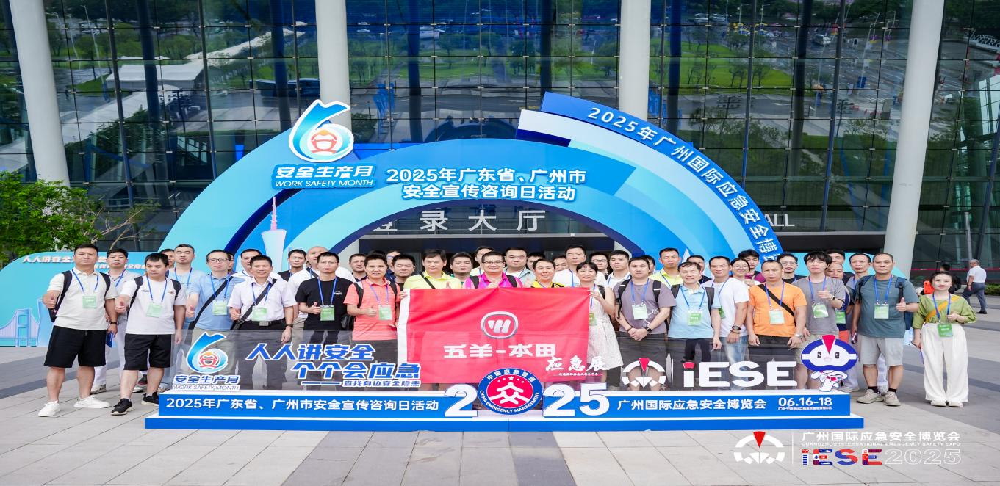 2025年广州国际应急安全博
安全生产月
WORK SAFETY MONTH
2025年广东省、广州市
安全宣传咨询日活动
登录大厅
ALL
人人讲安全
五羊-本田
应急展
安全生产月
WORK SAFETY MONTH
人人讲安全
个个会应急
——查找身边安全隐患
iESE
2025年广东省、广州市安全宣传咨询日活动
2025
中国应急管理
CHINA EMERGENCY MANAGEMENT
广州国际应急安全博览会
06.16-18
广州国际应急安全博览会
GUANGZHOU INTERNATIONAL EMERGENCY SAFETY EXPO
iESE2025